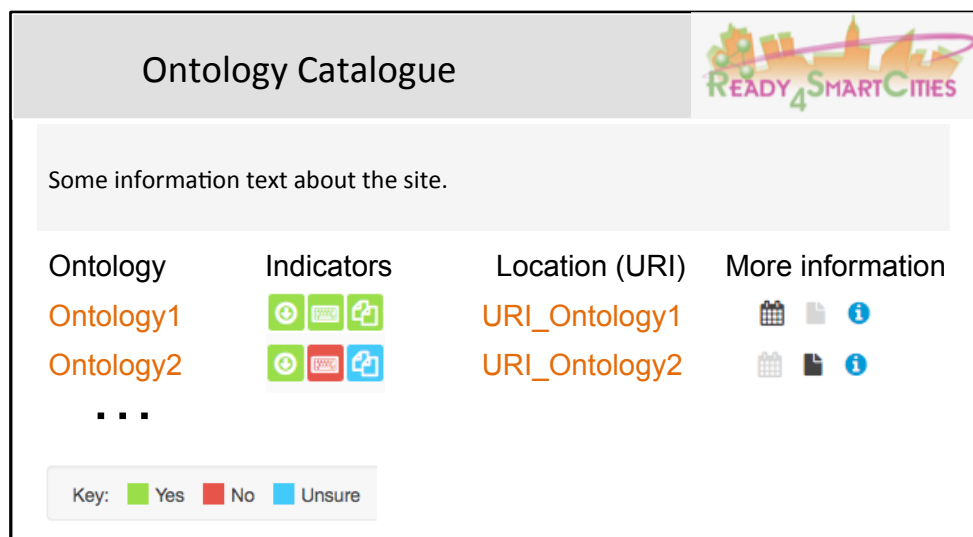 Ontology Catalogue
READY4SMARTCITIES
Some information text about the site.
Ontology Indicators Location (URI) More information
Ontology1 URI_Ontology1
Ontology2 URI_Ontology2
...
Key: Yes No Unsure